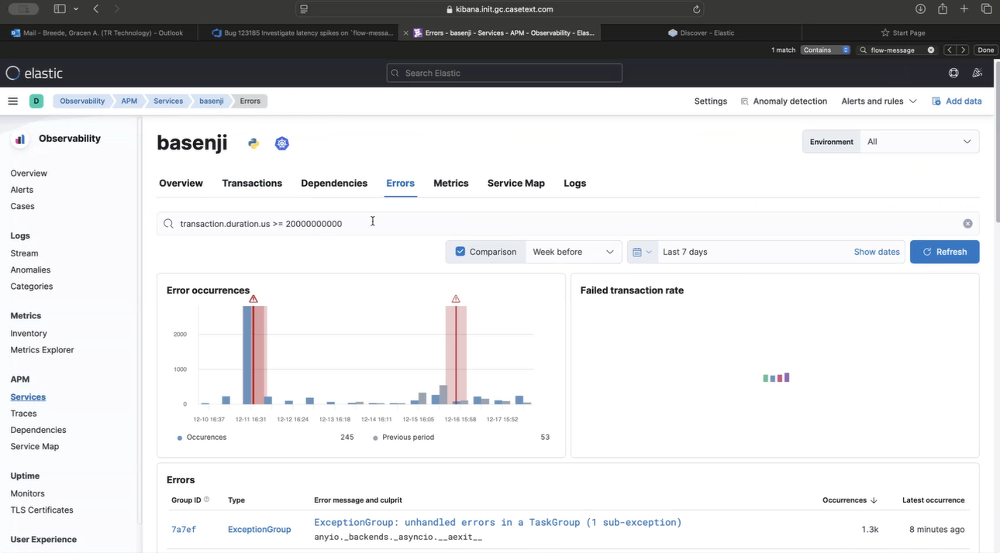 kibana.init.gc.casetext.com
Mail - Breede, Gracen A. (TR Technology) - Outlook
Bug 123185 Investigate latency spikes on `flow-messa...
Errors - basenji - Services - APM - Observability - Elas...
Discover - Elastic
Start Page
1 match
Contains
flow-message
Done
elastic
Search Elastic
D
Observability
APM
Services
basenji
Errors
Settings
Anomaly detection
Alerts and rules
Add data
Observability
Overview
Alerts
Cases
Logs
Stream
Anomalies
Categories
Metrics
Inventory
Metrics Explorer
APM
Services
Traces
Dependencies
Service Map
Uptime
Monitors
TLS Certificates
User Experience
basenji
Environment
All
Overview
Transactions
Dependencies
Errors
Metrics
Service Map
Logs
transaction.duration.us >= 20000000000
Comparison
Week before
Last 7 days
Show dates
Refresh
Error occurrences
2000
1000
0
12-10 16:37
12-11 16:31
12-12 16:24
12-13 16:18
12-14 16:11
12-15 16:05
12-16 15:58
12-17 15:52
Occurences
245
Previous period
53
Failed transaction rate
Errors
Group ID
Type
Error message and culprit
Occurrences
Latest occurrence
7a7ef
ExceptionGroup
ExceptionGroup: unhandled errors in a TaskGroup (1 sub-exception)
anyio._backends._asyncio.__aexit__
1.3k
8 minutes ago